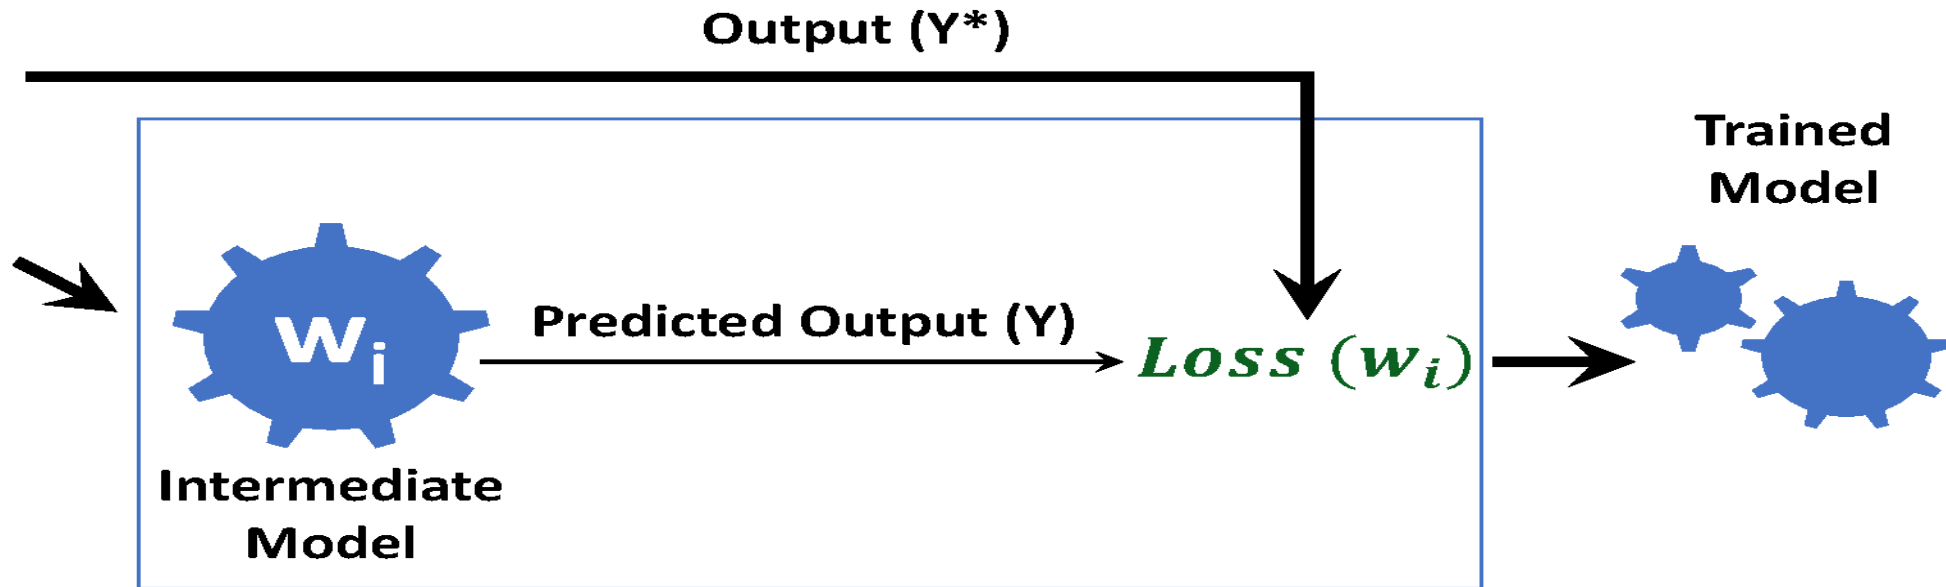 Output (Y*)
Trained
Model
Predicted Output (Y)
wᵢ
Loss (wᵢ)
Intermediate
Model